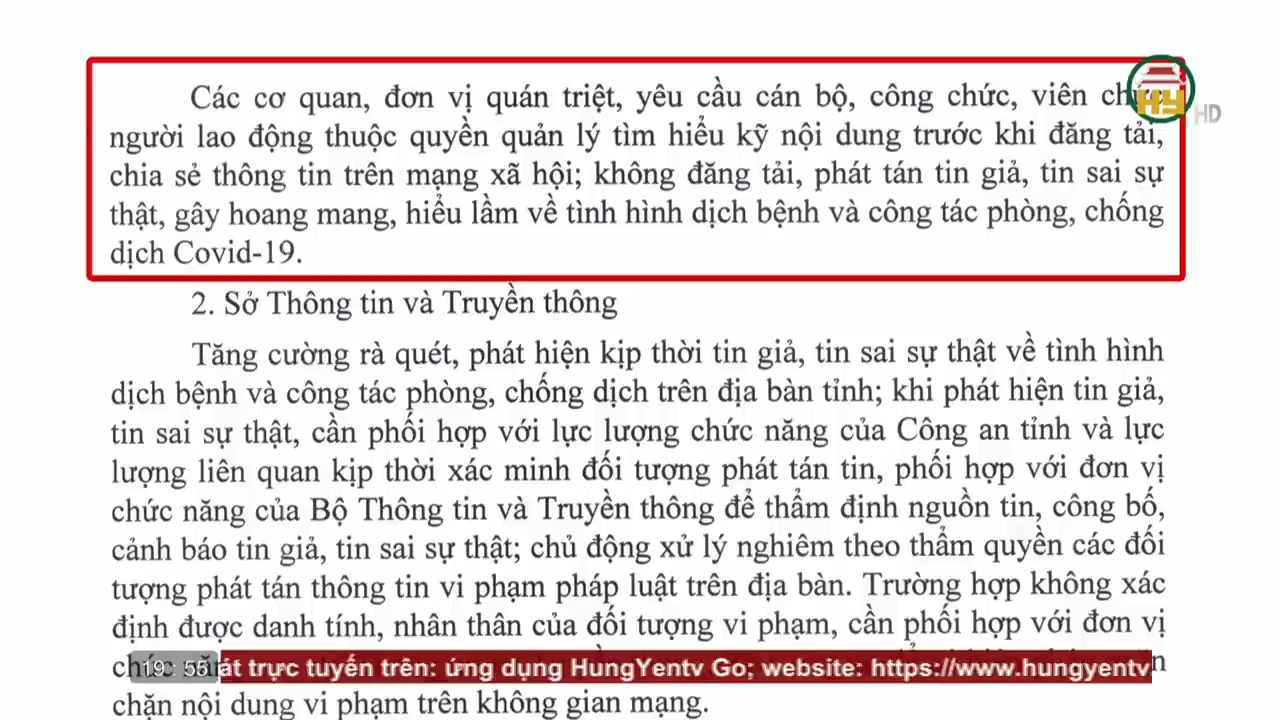 Các cơ quan, đơn vị quán triệt, yêu cầu cán bộ, công chức, viên chức
HY
HD
người lao động thuộc quyền quản lý tìm hiểu kỹ nội dung trước khi đăng tải,
chia sẻ thông tin trên mạng xã hội; không đăng tải, phát tán tin giả, tin sai sự
thật, gây hoang mang, hiểu lầm về tình hình dịch bệnh và công tác phòng, chống
dịch Covid-19.
2. Sở Thông tin và Truyền thông
Tăng cường rà quét, phát hiện kịp thời tin giả, tin sai sự thật về tình hình
dịch bệnh và công tác phòng, chống dịch trên địa bàn tỉnh; khi phát hiện tin giả,
tin sai sự thật, cần phối hợp với lực lượng chức năng của Công an tỉnh và lực
lượng liên quan kịp thời xác minh đối tượng phát tán tin, phối hợp với đơn vị
chức năng của Bộ Thông tin và Truyền thông để thẩm định nguồn tin, công bố,
cảnh báo tin giả, tin sai sự thật; chủ động xử lý nghiêm theo thẩm quyền các đối
tượng phát tán thông tin vi phạm pháp luật trên địa bàn. Trường hợp không xác
định được danh tính, nhân thân của đối tượng vi phạm, cần phối hợp với đơn vị
chức
19: 55 át trực tuyến trên: ứng dụng HungYentv Go; website: https://www.hungyentv
chặn nội dung vi phạm trên không gian mạng.